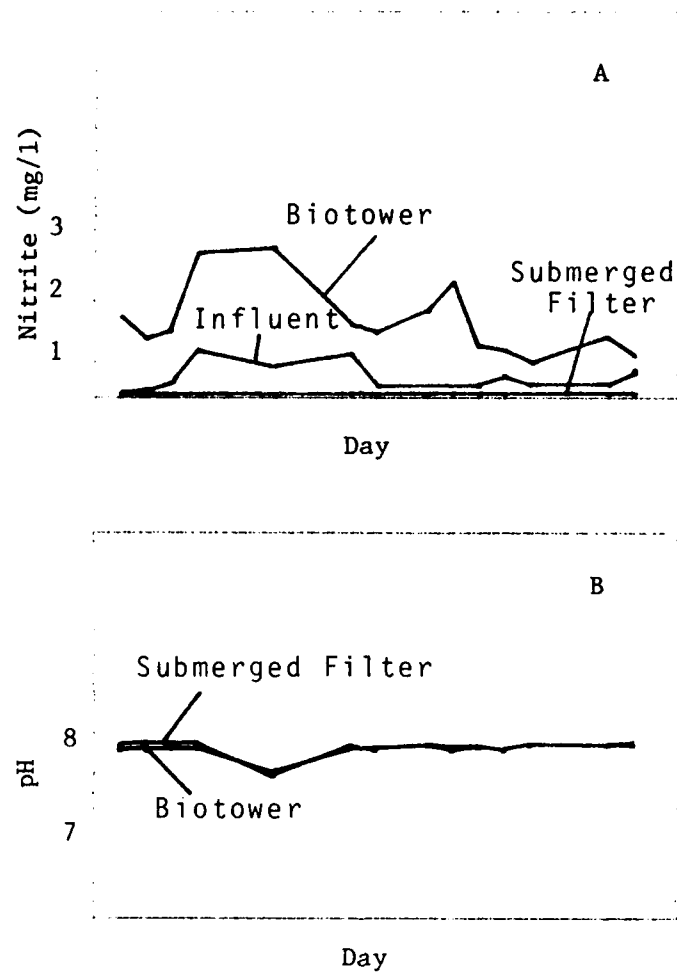 A
Nitrite (mg/l)
3
2
1
Biotower
Submerged
Filter
Influent
Day
B
Submerged Filter
pH
8
7
Biotower
Day